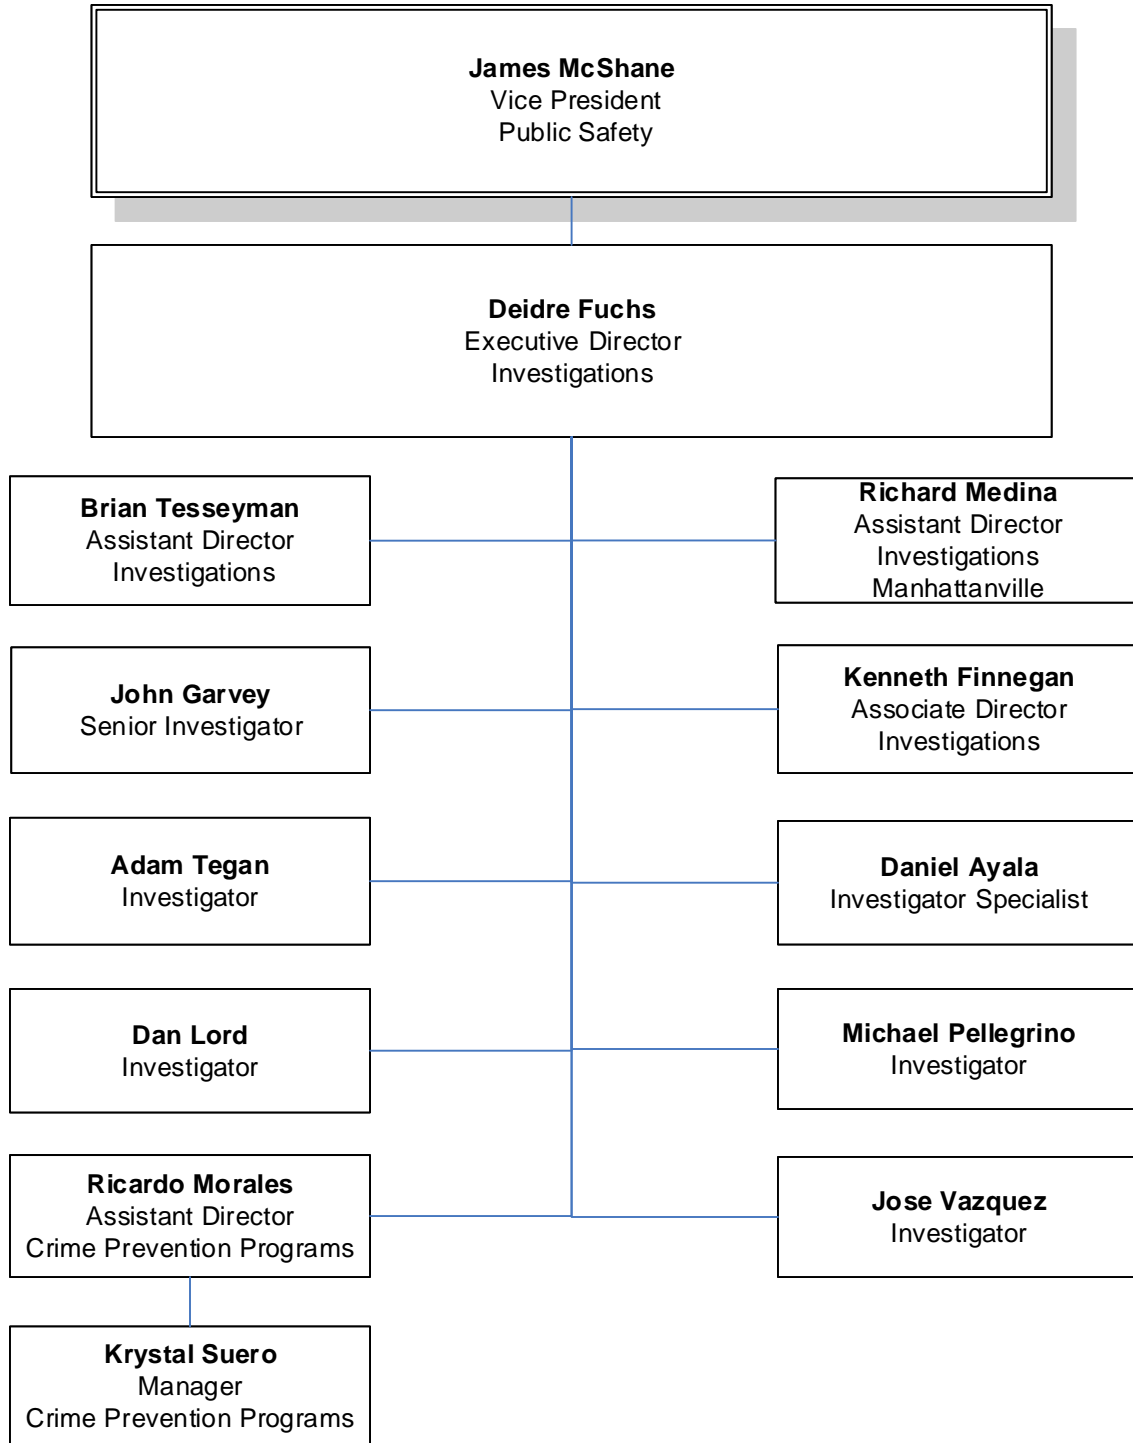 James McShane
Vice President
Public Safety
Deidre Fuchs
Executive Director
Investigations
Brian Tesseyman
Assistant Director
Investigations
Richard Medina
Assistant Director
Investigations
Manhattanville
John Garvey
Senior Investigator
Kenneth Finnegan
Associate Director
Investigations
Adam Tegan
Investigator
Daniel Ayala
Investigator Specialist
Dan Lord
Investigator
Michael Pellegrino
Investigator
Ricardo Morales
Assistant Director
Crime Prevention Programs
Jose Vazquez
Investigator
Krystal Suero
Manager
Crime Prevention Programs